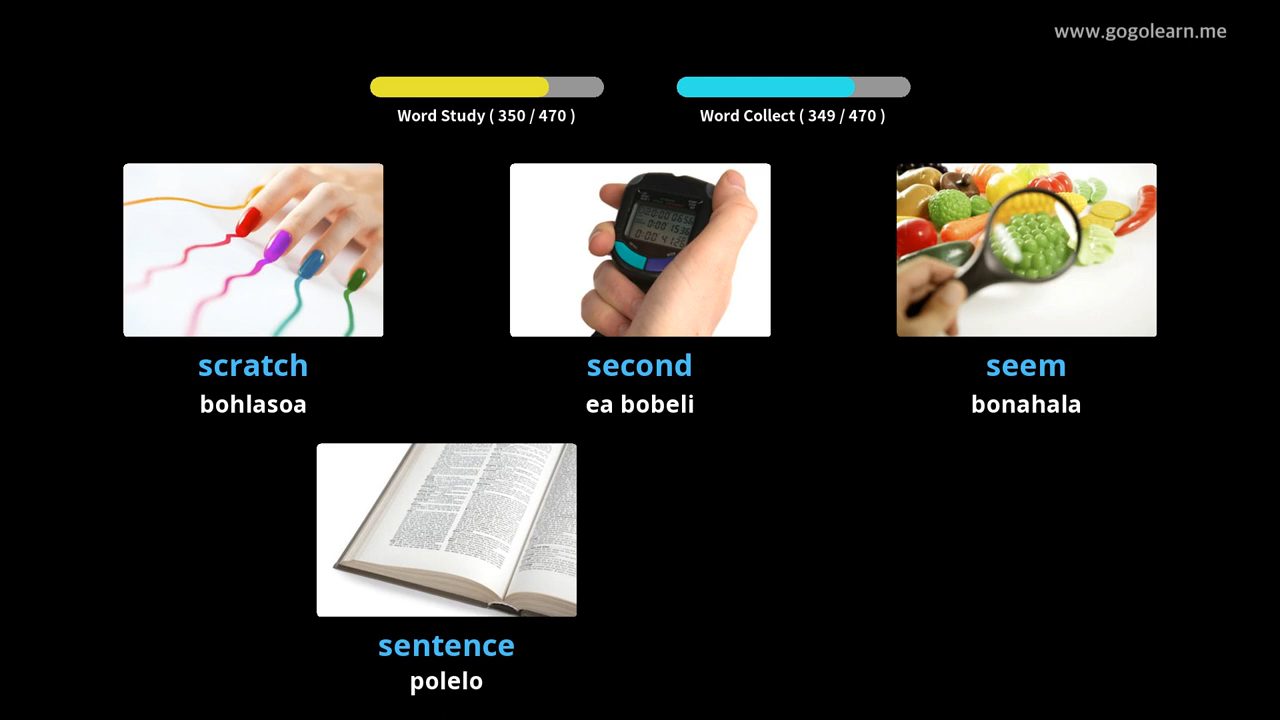 www.gogolearn.me
Word Study ( 350 / 470 )
Word Collect ( 349 / 470 )
scratch
bohlasoa
second
ea bobeli
seem
bonahala
sentence
polelo